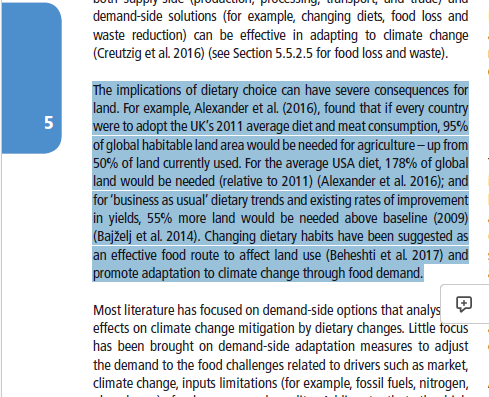 demand-side solutions (for example, changing diets, food loss and
waste reduction) can be effective in adapting to climate change
(Creutzig et al. 2016) (see Section 5.5.2.5 for food loss and waste).
The implications of dietary choice can have severe consequences for
land. For example, Alexander et al. (2016), found that if every country
were to adopt the UK's 2011 average diet and meat consumption, 95%
of global habitable land area would be needed for agriculture – up from
50% of land currently used. For the average USA diet, 178% of global
land would be needed (relative to 2011) (Alexander et al. 2016); and
for 'business as usual' dietary trends and existing rates of improvement
in yields, 55% more land would be needed above baseline (2009)
(Bajželj et al. 2014). Changing dietary habits have been suggested as
an effective food route to affect land use (Beheshti et al. 2017) and
promote adaptation to climate change through food demand.
5
Most literature has focused on demand-side options that analys
effects on climate change mitigation by dietary changes. Little focus
has been brought on demand-side adaptation measures to adjust
the demand to the food challenges related to drivers such as market,
climate change, inputs limitations (for example, fossil fuels, nitrogen,